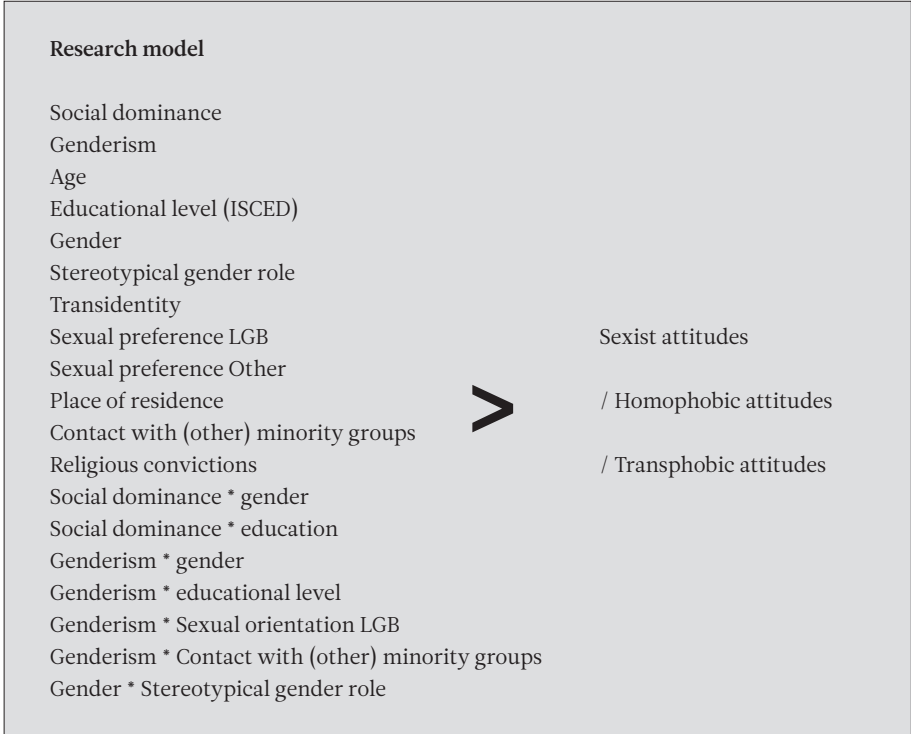 Research model
Social dominance
Genderism
Age
Educational level (ISCED)
Gender
Stereotypical gender role
Transidentity
Sexual preference LGB
Sexual preference Other
Place of residence
Contact with (other) minority groups
Religious convictions
Social dominance * gender
Social dominance * education
Genderism * gender
Genderism * educational level
Genderism * Sexual orientation LGB
Genderism * Contact with (other) minority groups
Gender * Stereotypical gender role
>
Sexist attitudes
/ Homophobic attitudes
/ Transphobic attitudes